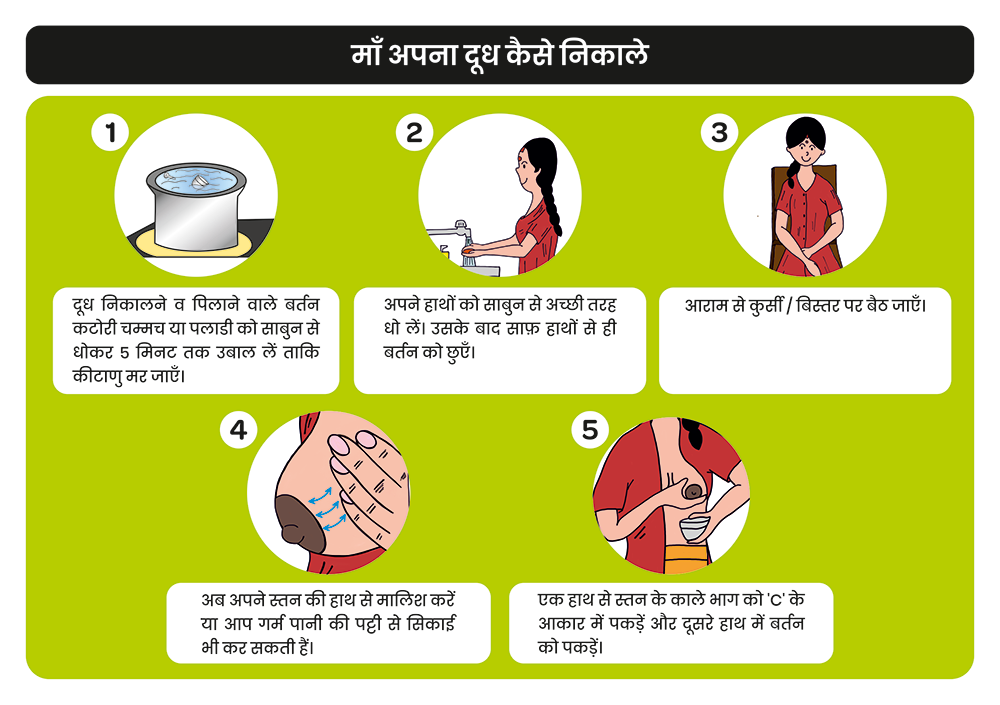 माँ अपना दूध कैसे निकाले
1
दूध निकालने व पिलाने वाले बर्तन
कटोरी चम्मच या पलाडी को साबुन से
धोकर 5 मिनट तक उबाल लें ताकि
कीटाणु मर जाएँ।
2
अपने हाथों को साबुन से अच्छी तरह
धो लें। उसके बाद साफ़ हाथों से ही
बर्तन को छुएँ।
3
आराम से कुर्सी / बिस्तर पर बैठ जाएँ।
4
अब अपने स्तन की हाथ से मालिश करें
या आप गर्म पानी की पट्टी से सिकाई
भी कर सकती हैं।
5
एक हाथ से स्तन के काले भाग को 'C' के
आकार में पकड़ें और दूसरे हाथ में बर्तन
को पकड़ें।